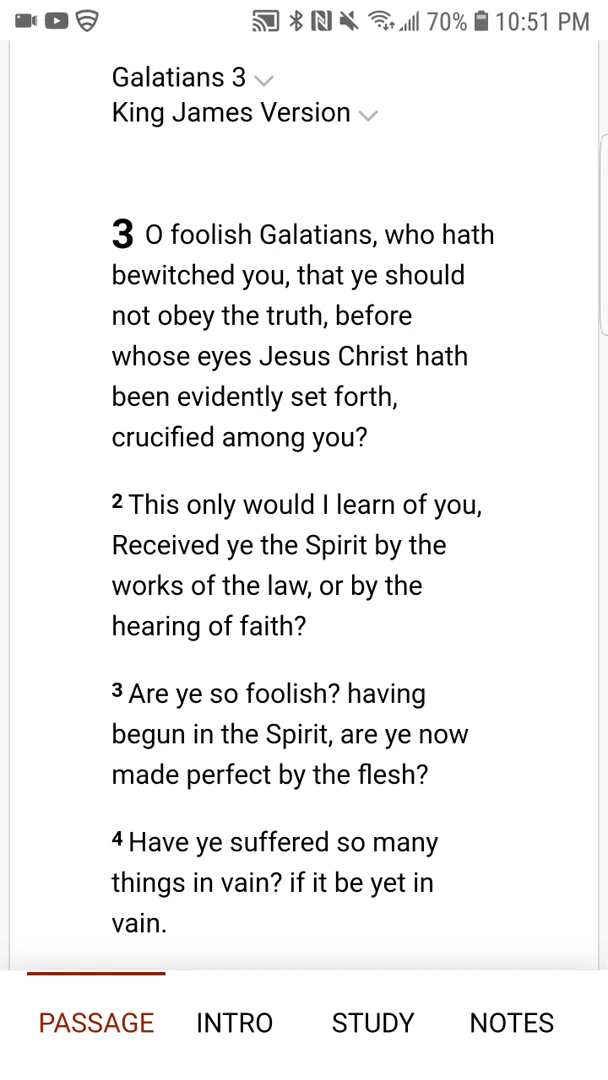 70% 10:51 PM
Galatians 3
King James Version
3 O foolish Galatians, who hath
bewitched you, that ye should
not obey the truth, before
whose eyes Jesus Christ hath
been evidently set forth,
crucified among you?
2 This only would I learn of you,
Received ye the Spirit by the
works of the law, or by the
hearing of faith?
3 Are ye so foolish? having
begun in the Spirit, are ye now
made perfect by the flesh?
4 Have ye suffered so many
things in vain? if it be yet in
vain.
PASSAGE INTRO STUDY NOTES